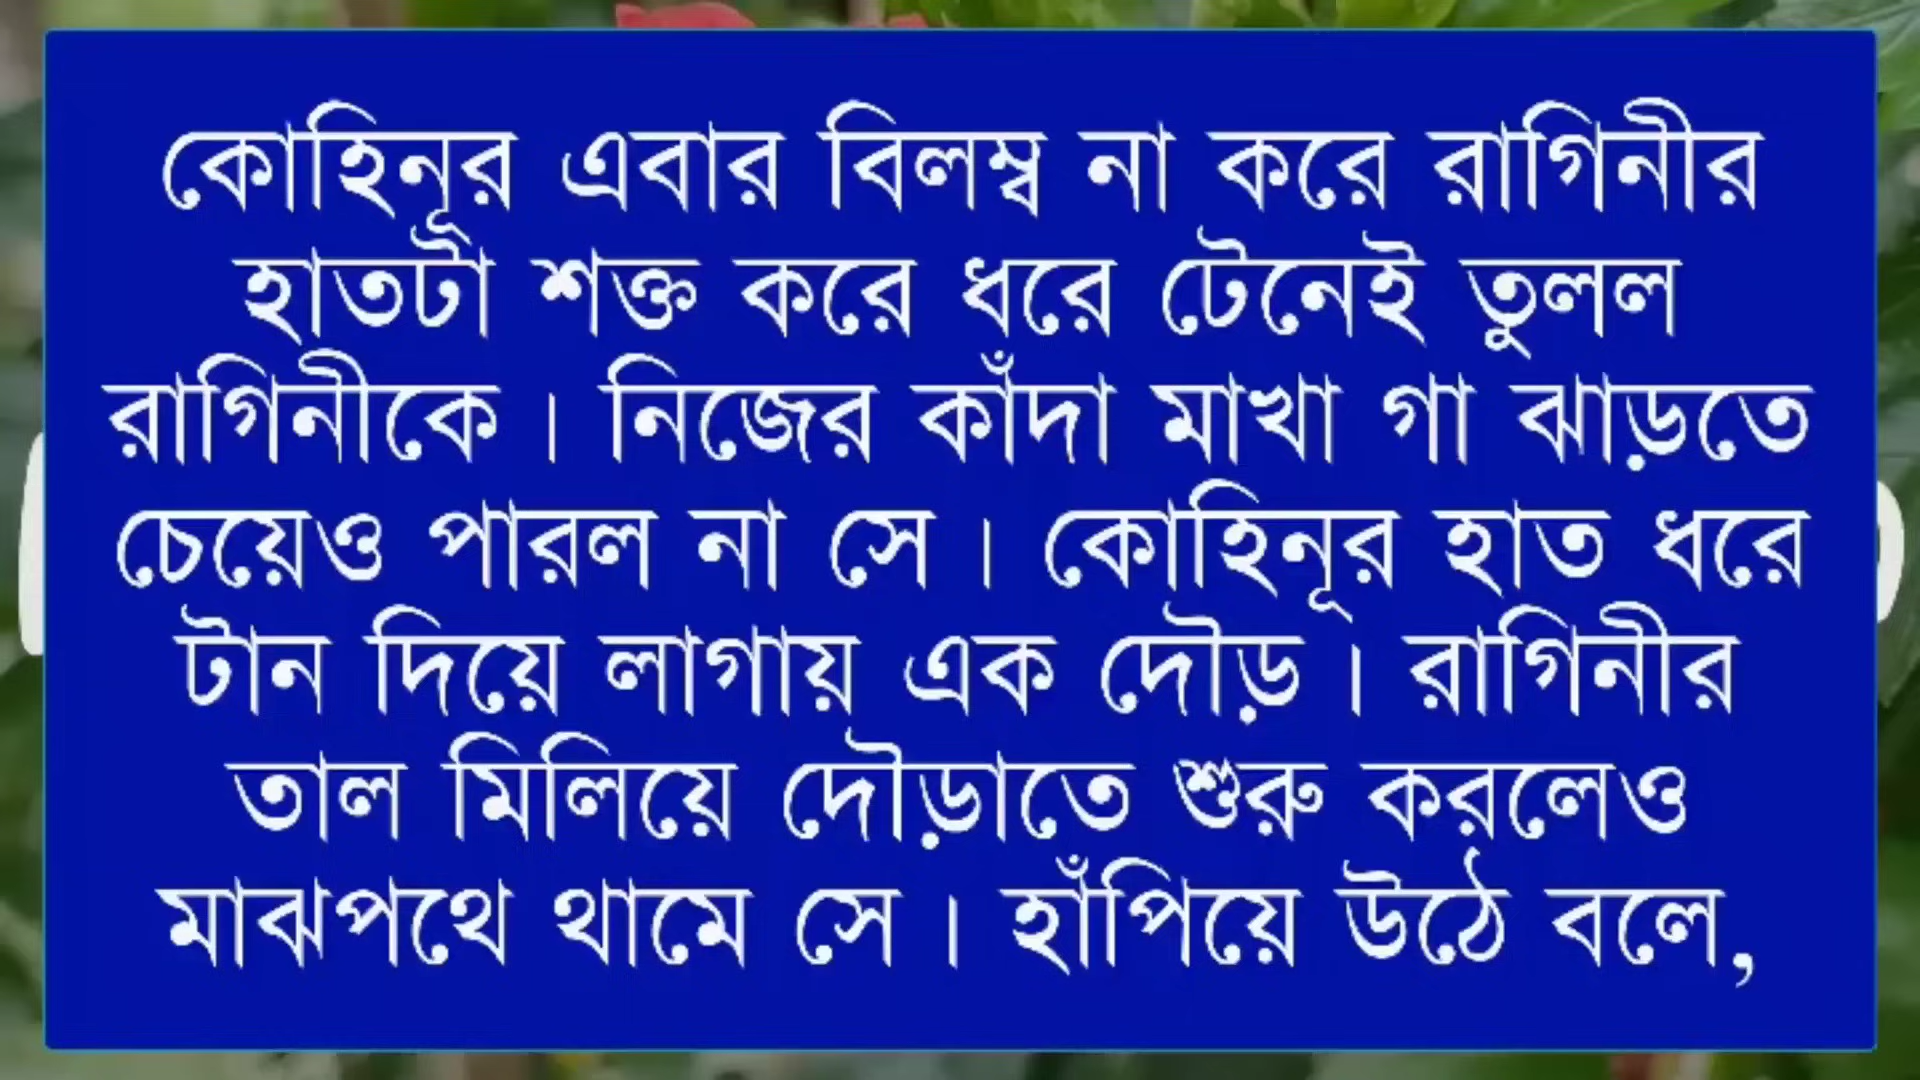 কোহিনূর এবার বিলম্ব না করে রাগিনীর
হাতটা শক্ত করে ধরে টেনেই তুলল
রাগিনীকে। নিজের কাঁদা মাখা গা ঝাড়তে
চেয়েও পারল না সে। কোহিনূর হাত ধরে
টান দিয়ে লাগায় এক দৌড়। রাগিনীর
তাল মিলিয়ে দৌড়াতে শুরু করলেও
মাঝপথে থামে সে। হাঁপিয়ে উঠে বলে,